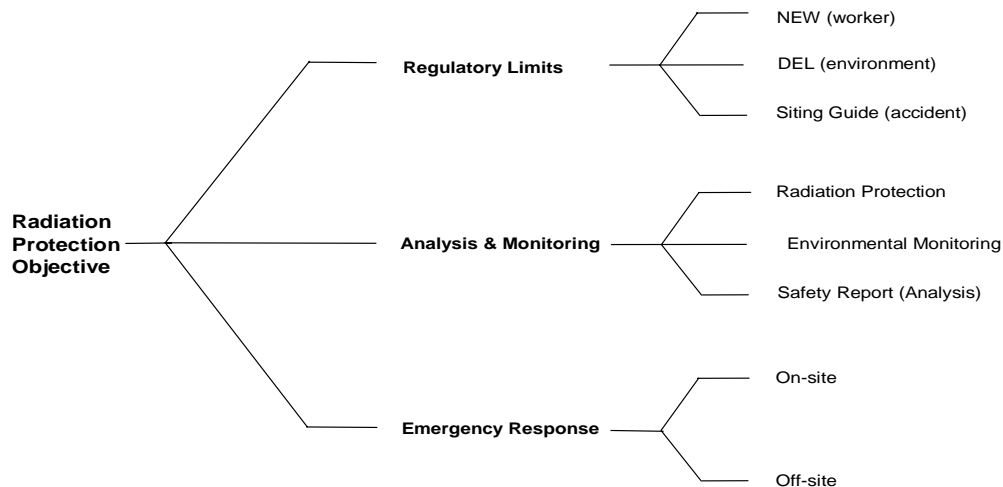 Radiation
Protection
Objective
Regulatory Limits
NEW (worker)
DEL (environment)
Siting Guide (accident)
Analysis & Monitoring
Radiation Protection
Environmental Monitoring
Safety Report (Analysis)
Emergency Response
On-site
Off-site